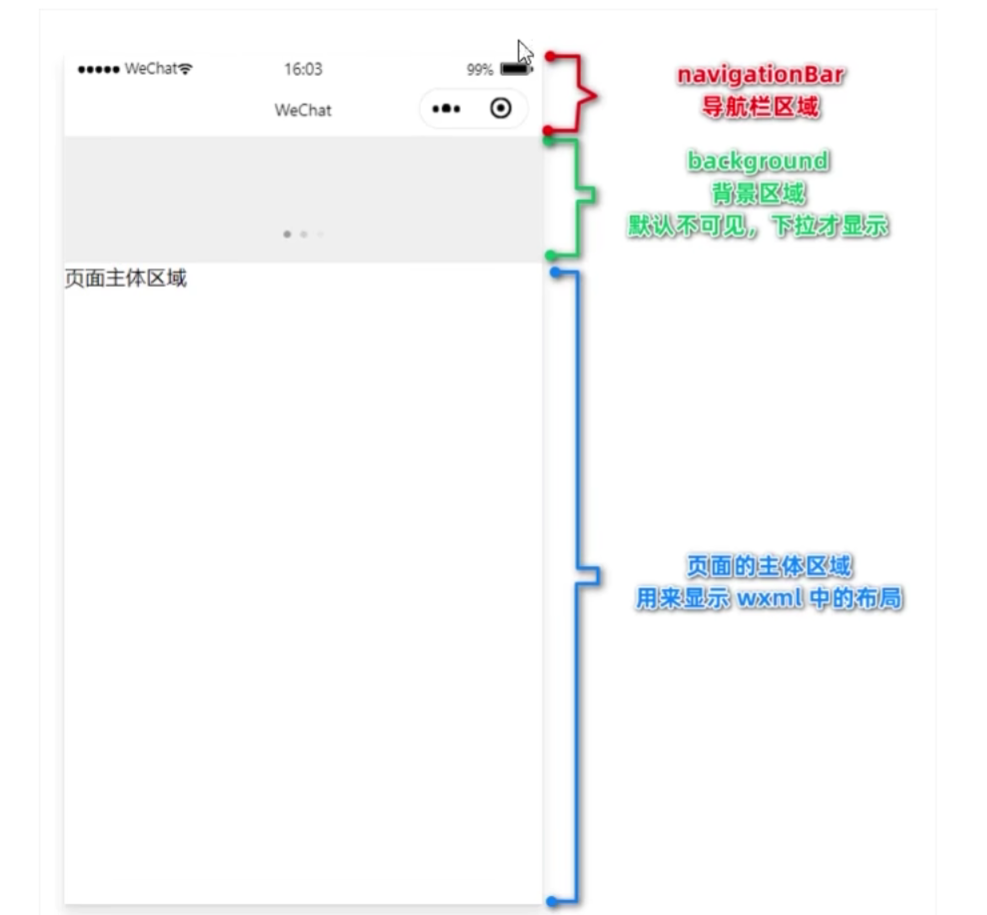 WeChat
16:03
99%
WeChat
页面主体区域
navigationBar
导航栏区域
background
背景区域
默认不可见，下拉才显示
页面的主体区域
用来显示 wxml 中的布局